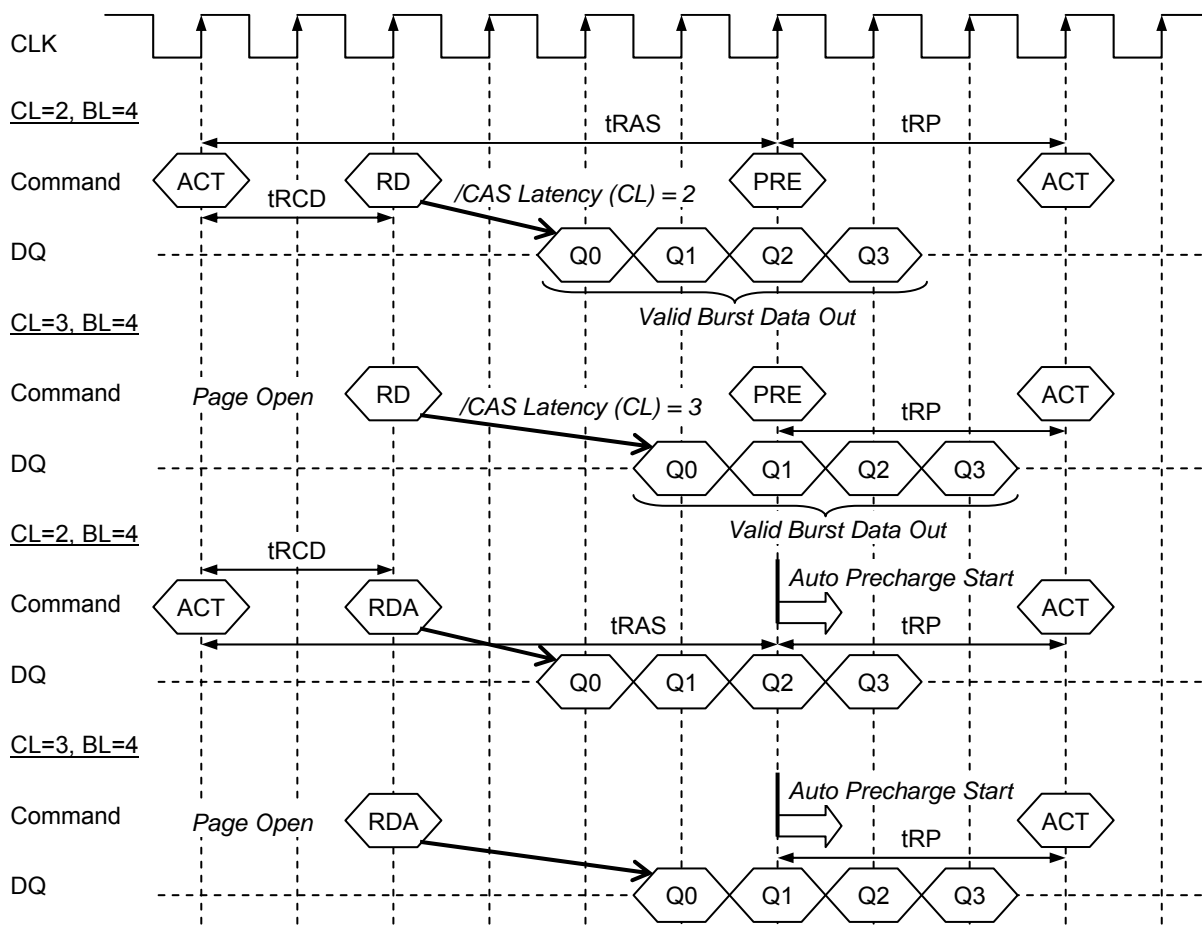 CLK
CL=2, BL=4
tRAS tRP
Command ACT RD PRE ACT
tRCD /CAS Latency (CL) = 2
DQ Q0 Q1 Q2 Q3
Valid Burst Data Out
CL=3, BL=4
Command Page Open RD PRE ACT
/CAS Latency (CL) = 3
tRP
DQ Q0 Q1 Q2 Q3
Valid Burst Data Out
CL=2, BL=4
tRCD
Auto Precharge Start
Command ACT RDA ACT
tRAS tRP
DQ Q0 Q1 Q2 Q3
CL=3, BL=4
Auto Precharge Start
Command Page Open RDA ACT
tRP
DQ Q0 Q1 Q2 Q3